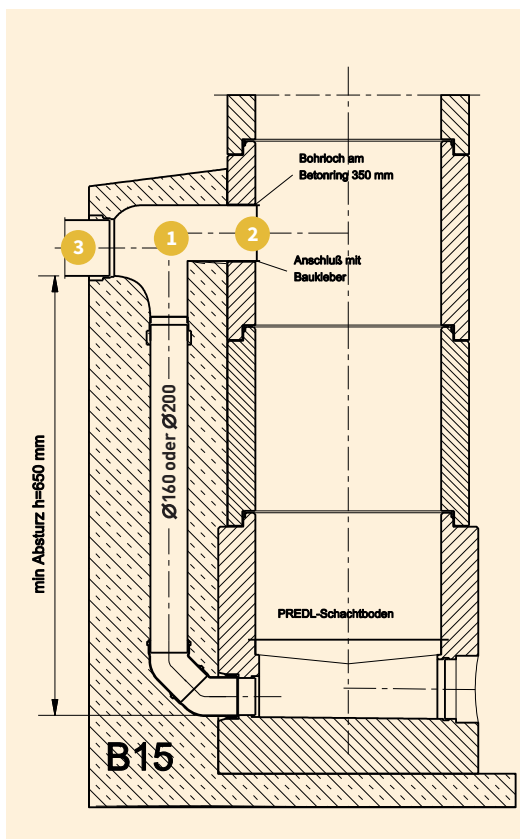 Bohrloch am
Betonring 350 mm
3
1
2
Anschluß mit
Baukleber
Ø160 oder Ø200
min Absturz h=650 mm
PREDL-Schachtboden
B15